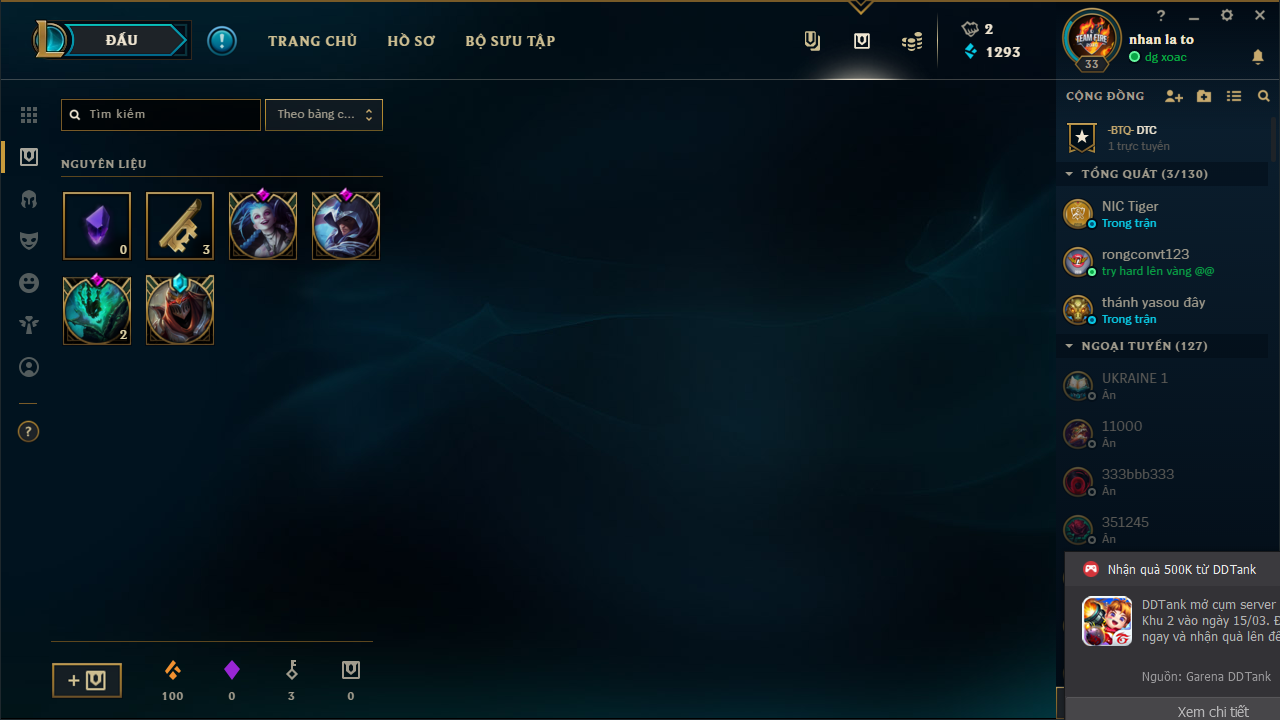 ĐẤU
TRANG CHỦ
HỒ SƠ
BỘ SƯU TẬP
2
1293
33
nhan la to
dg xoac
Tìm kiếm
Theo bảng c...
NGUYÊN LIỆU
0
3
2
100
0
3
0
CỘNG ĐỒNG
-BTQ- DTC
1 trực tuyến
TỔNG QUÁT (3/130)
NIC Tiger
Trong trận
rongconvt123
try hard lên vàng @@
thánh yasou đây
Trong trận
NGOẠI TUYẾN (127)
UKRAINE 1
Ẩn
11000
Ẩn
333bbb333
Ẩn
351245
Ẩn
Nhận quà 500K từ DDTank
DDTank mở cụm server
Khu 2 vào ngày 15/03. Đ
ngay và nhận quà lên đế
Nguồn: Garena DDTank
Xem chi tiết